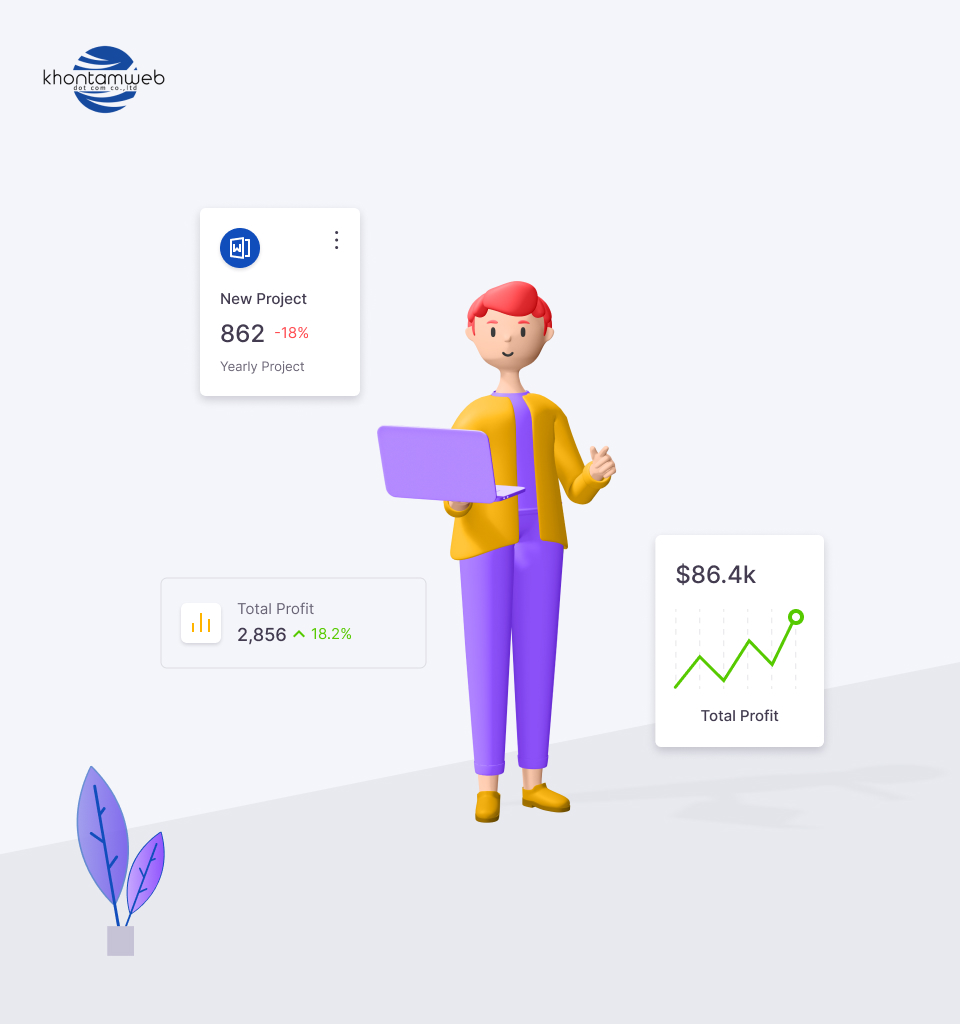 khontamweb
dot com co.,ltd
New Project
862 -18%
Yearly Project
Total Profit
2,856 18.2%
$86.4k
Total Profit